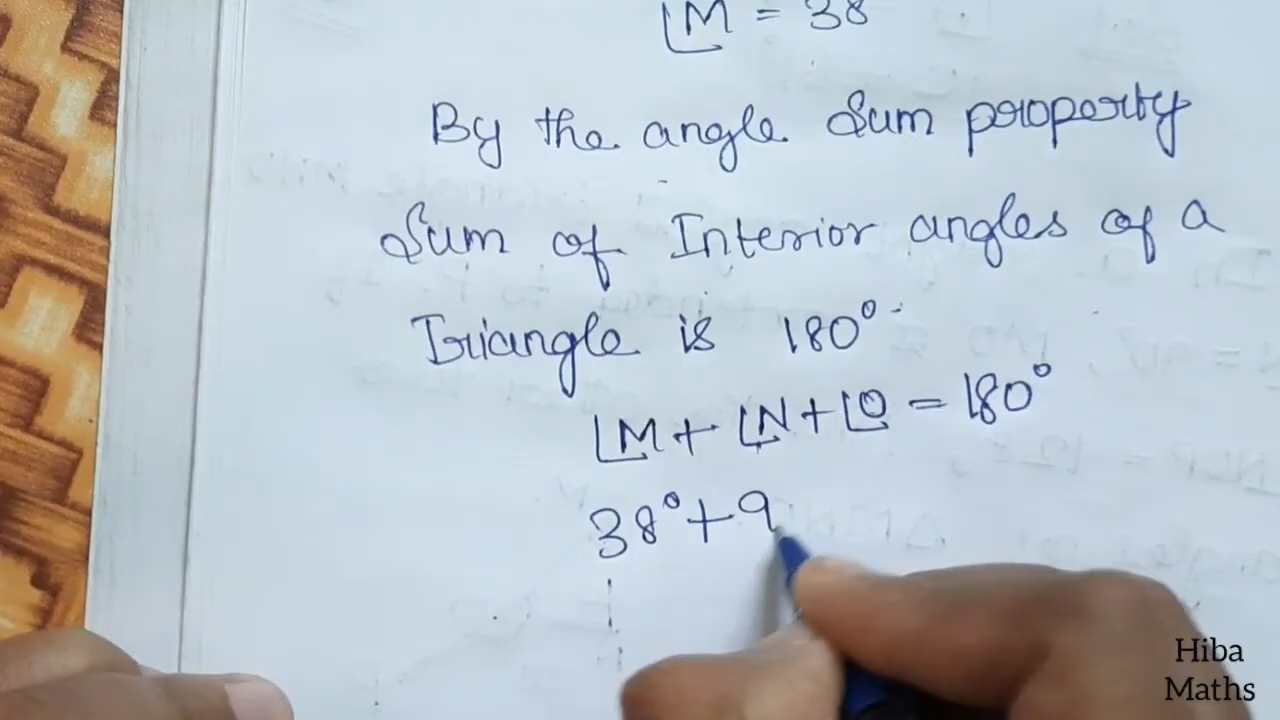 ∠M = 38
By the angle Sum property
Sum of Interior angles of a
Triangle is 180°
∠M + ∠N + ∠O = 180°
38° + 9
Hiba
Maths